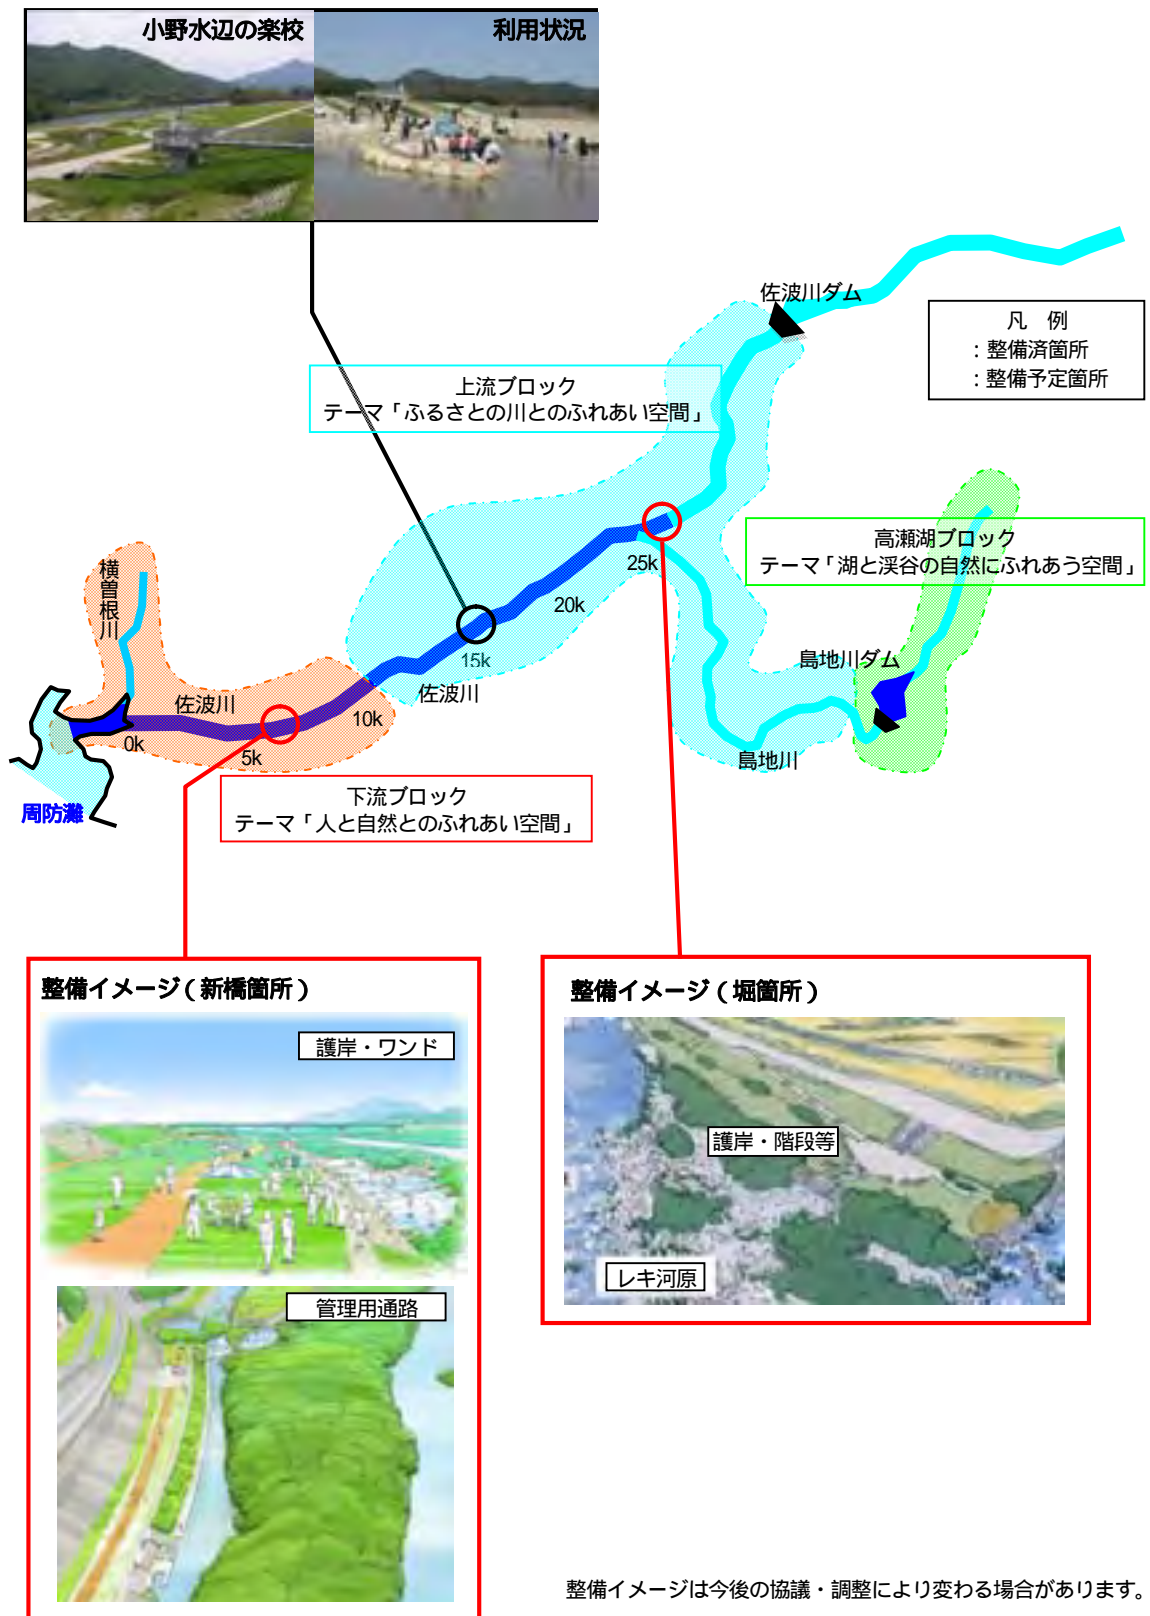 小野水辺の楽校
利用状況
佐波川ダム
凡　例
：整備済箇所
：整備予定箇所
上流ブロック
テーマ「ふるさとの川とのふれあい空間」
高瀬湖ブロック
テーマ「湖と渓谷の自然にふれあう空間」
横曽根川
25k
20k
15k
島地川ダム
佐波川
佐波川
10k
0k
5k
島地川
周防灘
下流ブロック
テーマ「人と自然とのふれあい空間」
整備イメージ（新橋箇所）
護岸・ワンド
管理用通路
整備イメージ（堀箇所）
護岸・階段等
レキ河原
整備イメージは今後の協議・調整により変わる場合があります。